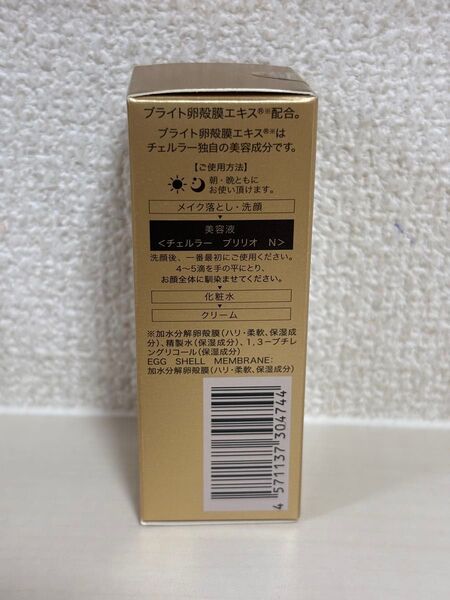 ブライト卵殻膜エキス®※配合。
ブライト卵殻膜エキス®※は
チェルラー独自の美容成分です。
【ご使用方法】
朝・晩ともに
お使い頂けます。
メイク落とし・洗顔
美容液
＜チェルラー ブリリオ N＞
洗顔後、一番最初にご使用ください。
4〜5滴を手の平にとり、
お顔全体に馴染ませてください。
化粧水
クリーム
※加水分解卵殻膜(ハリ・柔軟、保湿成
分)、精製水(保湿成分)、1,3-ブチレ
ングリコール(保湿成分)
EGG SHELL MEMBRANE:
加水分解卵殻膜(ハリ・柔軟、保湿成分)
4 571137 304744